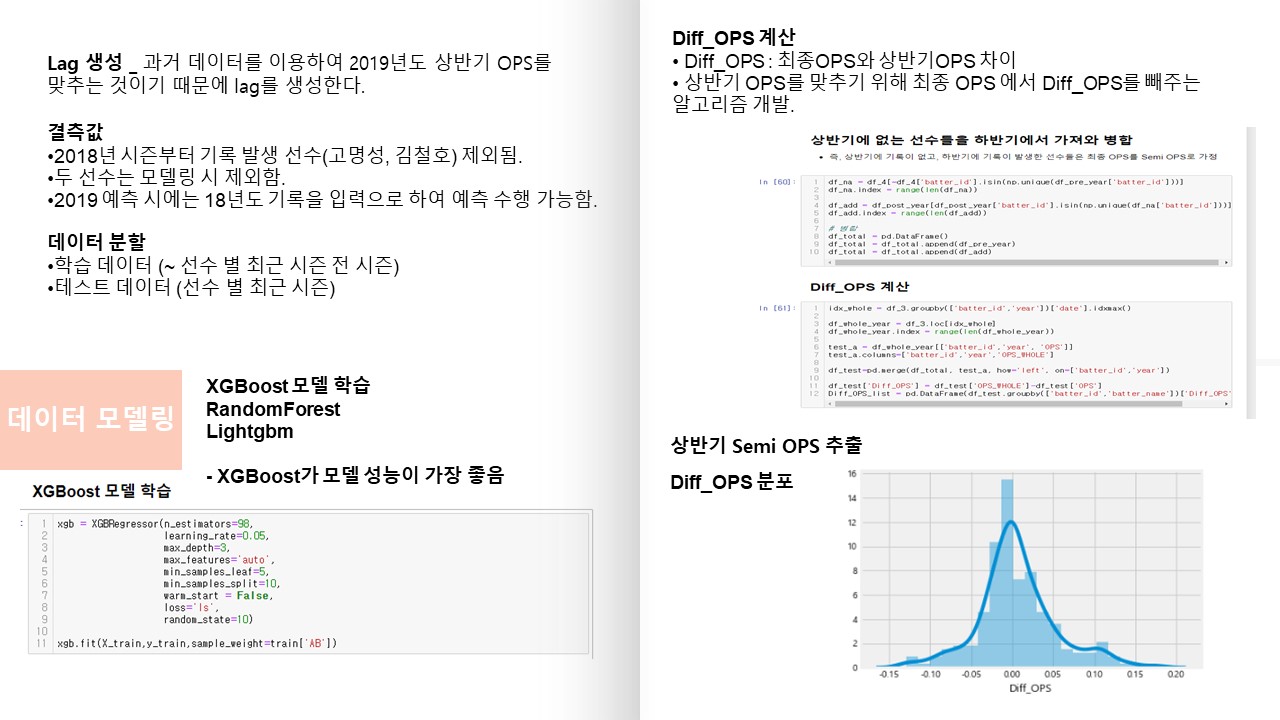 Lag 생성 _ 과거 데이터를 이용하여 2019년도 상반기 OPS를
맞추는 것이기 때문에 lag를 생성한다.
결측값
•2018년 시즌부터 기록 발생 선수(고명성, 김철호) 제외됨.
•두 선수는 모델링 시 제외함.
•2019 예측 시에는 18년도 기록을 입력으로 하여 예측 수행 가능함.
데이터 분할
•학습 데이터 (~ 선수 별 최근 시즌 전 시즌)
•테스트 데이터 (선수 별 최근 시즌)
데이터 모델링
XGBoost 모델 학습
RandomForest
Lightgbm
- XGBoost가 모델 성능이 가장 좋음
XGBoost 모델 학습
:
1 xgb = XGBRegressor(n_estimators=98,
2 learning_rate=0.05,
3 max_depth=3,
4 max_features='auto',
5 min_samples_leaf=5,
6 min_samples_split=10,
7 warm_start = False,
8 loss='ls',
9 random_state=10)
10
11 xgb.fit(X_train,y_train,sample_weight=train['AB'])
Diff_OPS 계산
• Diff_OPS : 최종OPS와 상반기OPS 차이
• 상반기 OPS를 맞추기 위해 최종 OPS 에서 Diff_OPS를 빼주는
알고리즘 개발.
상반기에 없는 선수들을 하반기에서 가져와 병합
• 즉, 상반기에 기록이 없고, 하반기에 기록이 발생한 선수들은 최종 OPS를 Semi OPS로 가정
In [60]:
1 df_na = df_4[~df_4['batter_id'].isin(np.unique(df_pre_year['batter_id']))]
2 df_na.index = range(len(df_na))
3
4 df_add = df_post_year[df_post_year['batter_id'].isin(np.unique(df_na['batter_id']))]
5 df_add.index = range(len(df_add))
6
7 # 병합
8 df_total = pd.DataFrame()
9 df_total = df_total.append(df_pre_year)
10 df_total = df_total.append(df_add)
Diff_OPS 계산
In [61]:
1 idx_whole = df_3.groupby(['batter_id','year'])['date'].idxmax()
2
3 df_whole_year = df_3.loc[idx_whole]
4 df_whole_year.index = range(len(df_whole_year))
5
6 test_a = df_whole_year[['batter_id','year', 'OPS']]
7 test_a.columns=['batter_id','year','OPS_WHOLE']
8
9 df_test=pd.merge(df_total, test_a, how='left', on=['batter_id','year'])
10
11 df_test['Diff_OPS'] = df_test['OPS_WHOLE']-df_test['OPS']
12 Diff_OPS_list = pd.DataFrame(df_test.groupby(['batter_id','batter_name'])['Diff_OPS'
상반기 Semi OPS 추출
Diff_OPS 분포
16
14
12
10
8
6
4
2
0
-0.15 -0.10 -0.05 0.00 0.05 0.10 0.15 0.20
Diff_OPS